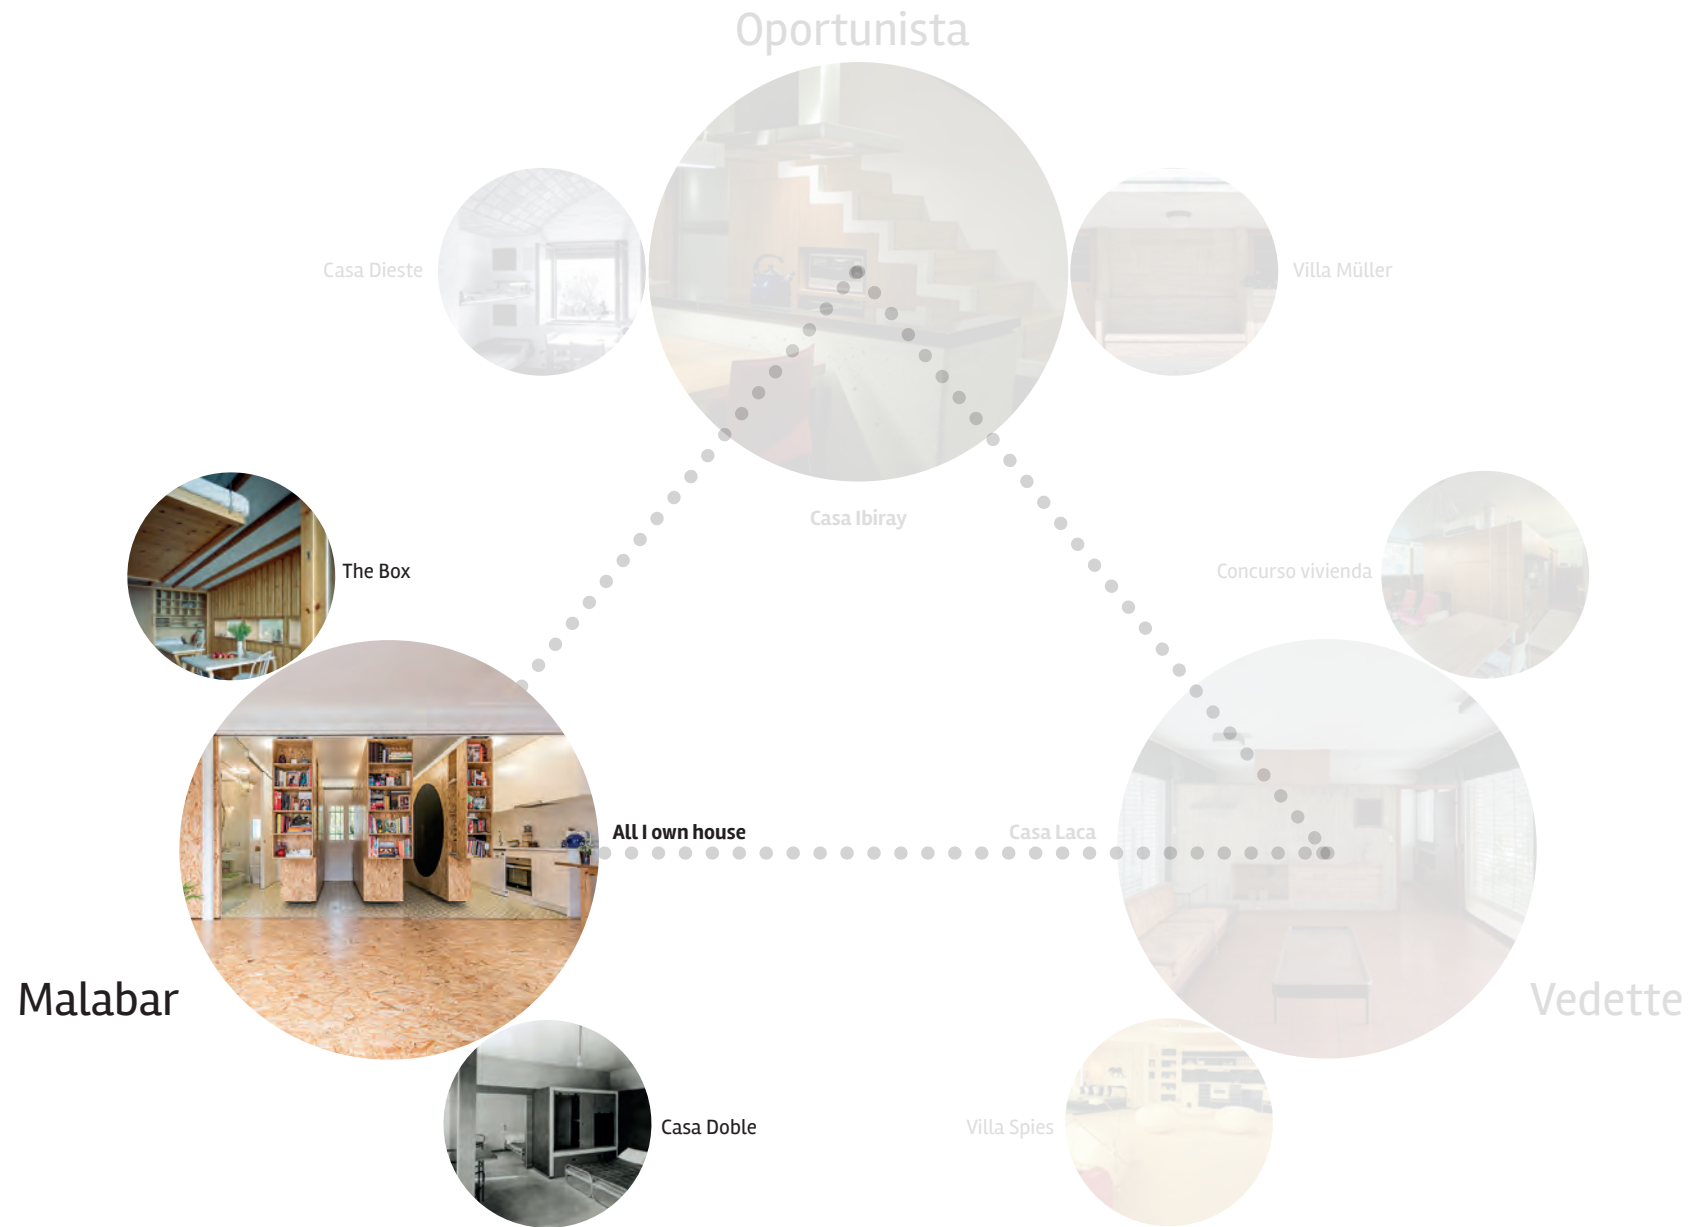 Oportunista
Casa Dieste
Villa Müller
Casa Ibiray
The Box
Concurso vivienda
All I own house
Casa Laca
Malabar
Vedette
Casa Doble
Villa Spies